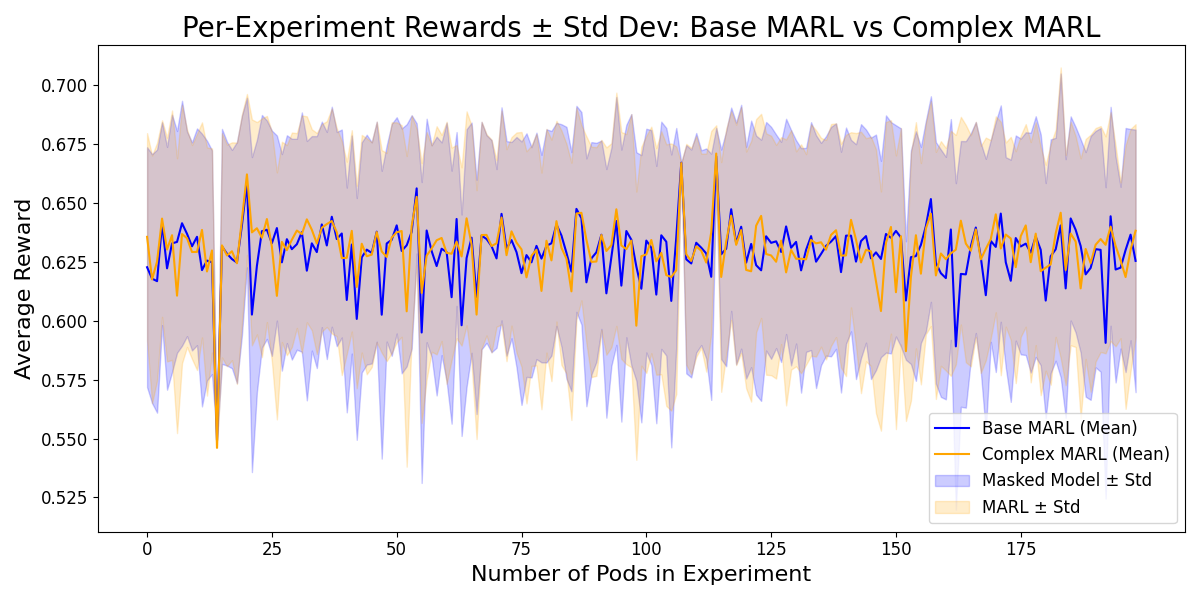 Per-Experiment Rewards ± Std Dev: Base MARL vs Complex MARL
Average Reward
0.700
0.675
0.650
0.625
0.600
0.575
0.550
0.525
Base MARL (Mean)
Complex MARL (Mean)
Masked Model ± Std
MARL ± Std
0 25 50 75 100 125 150 175
Number of Pods in Experiment